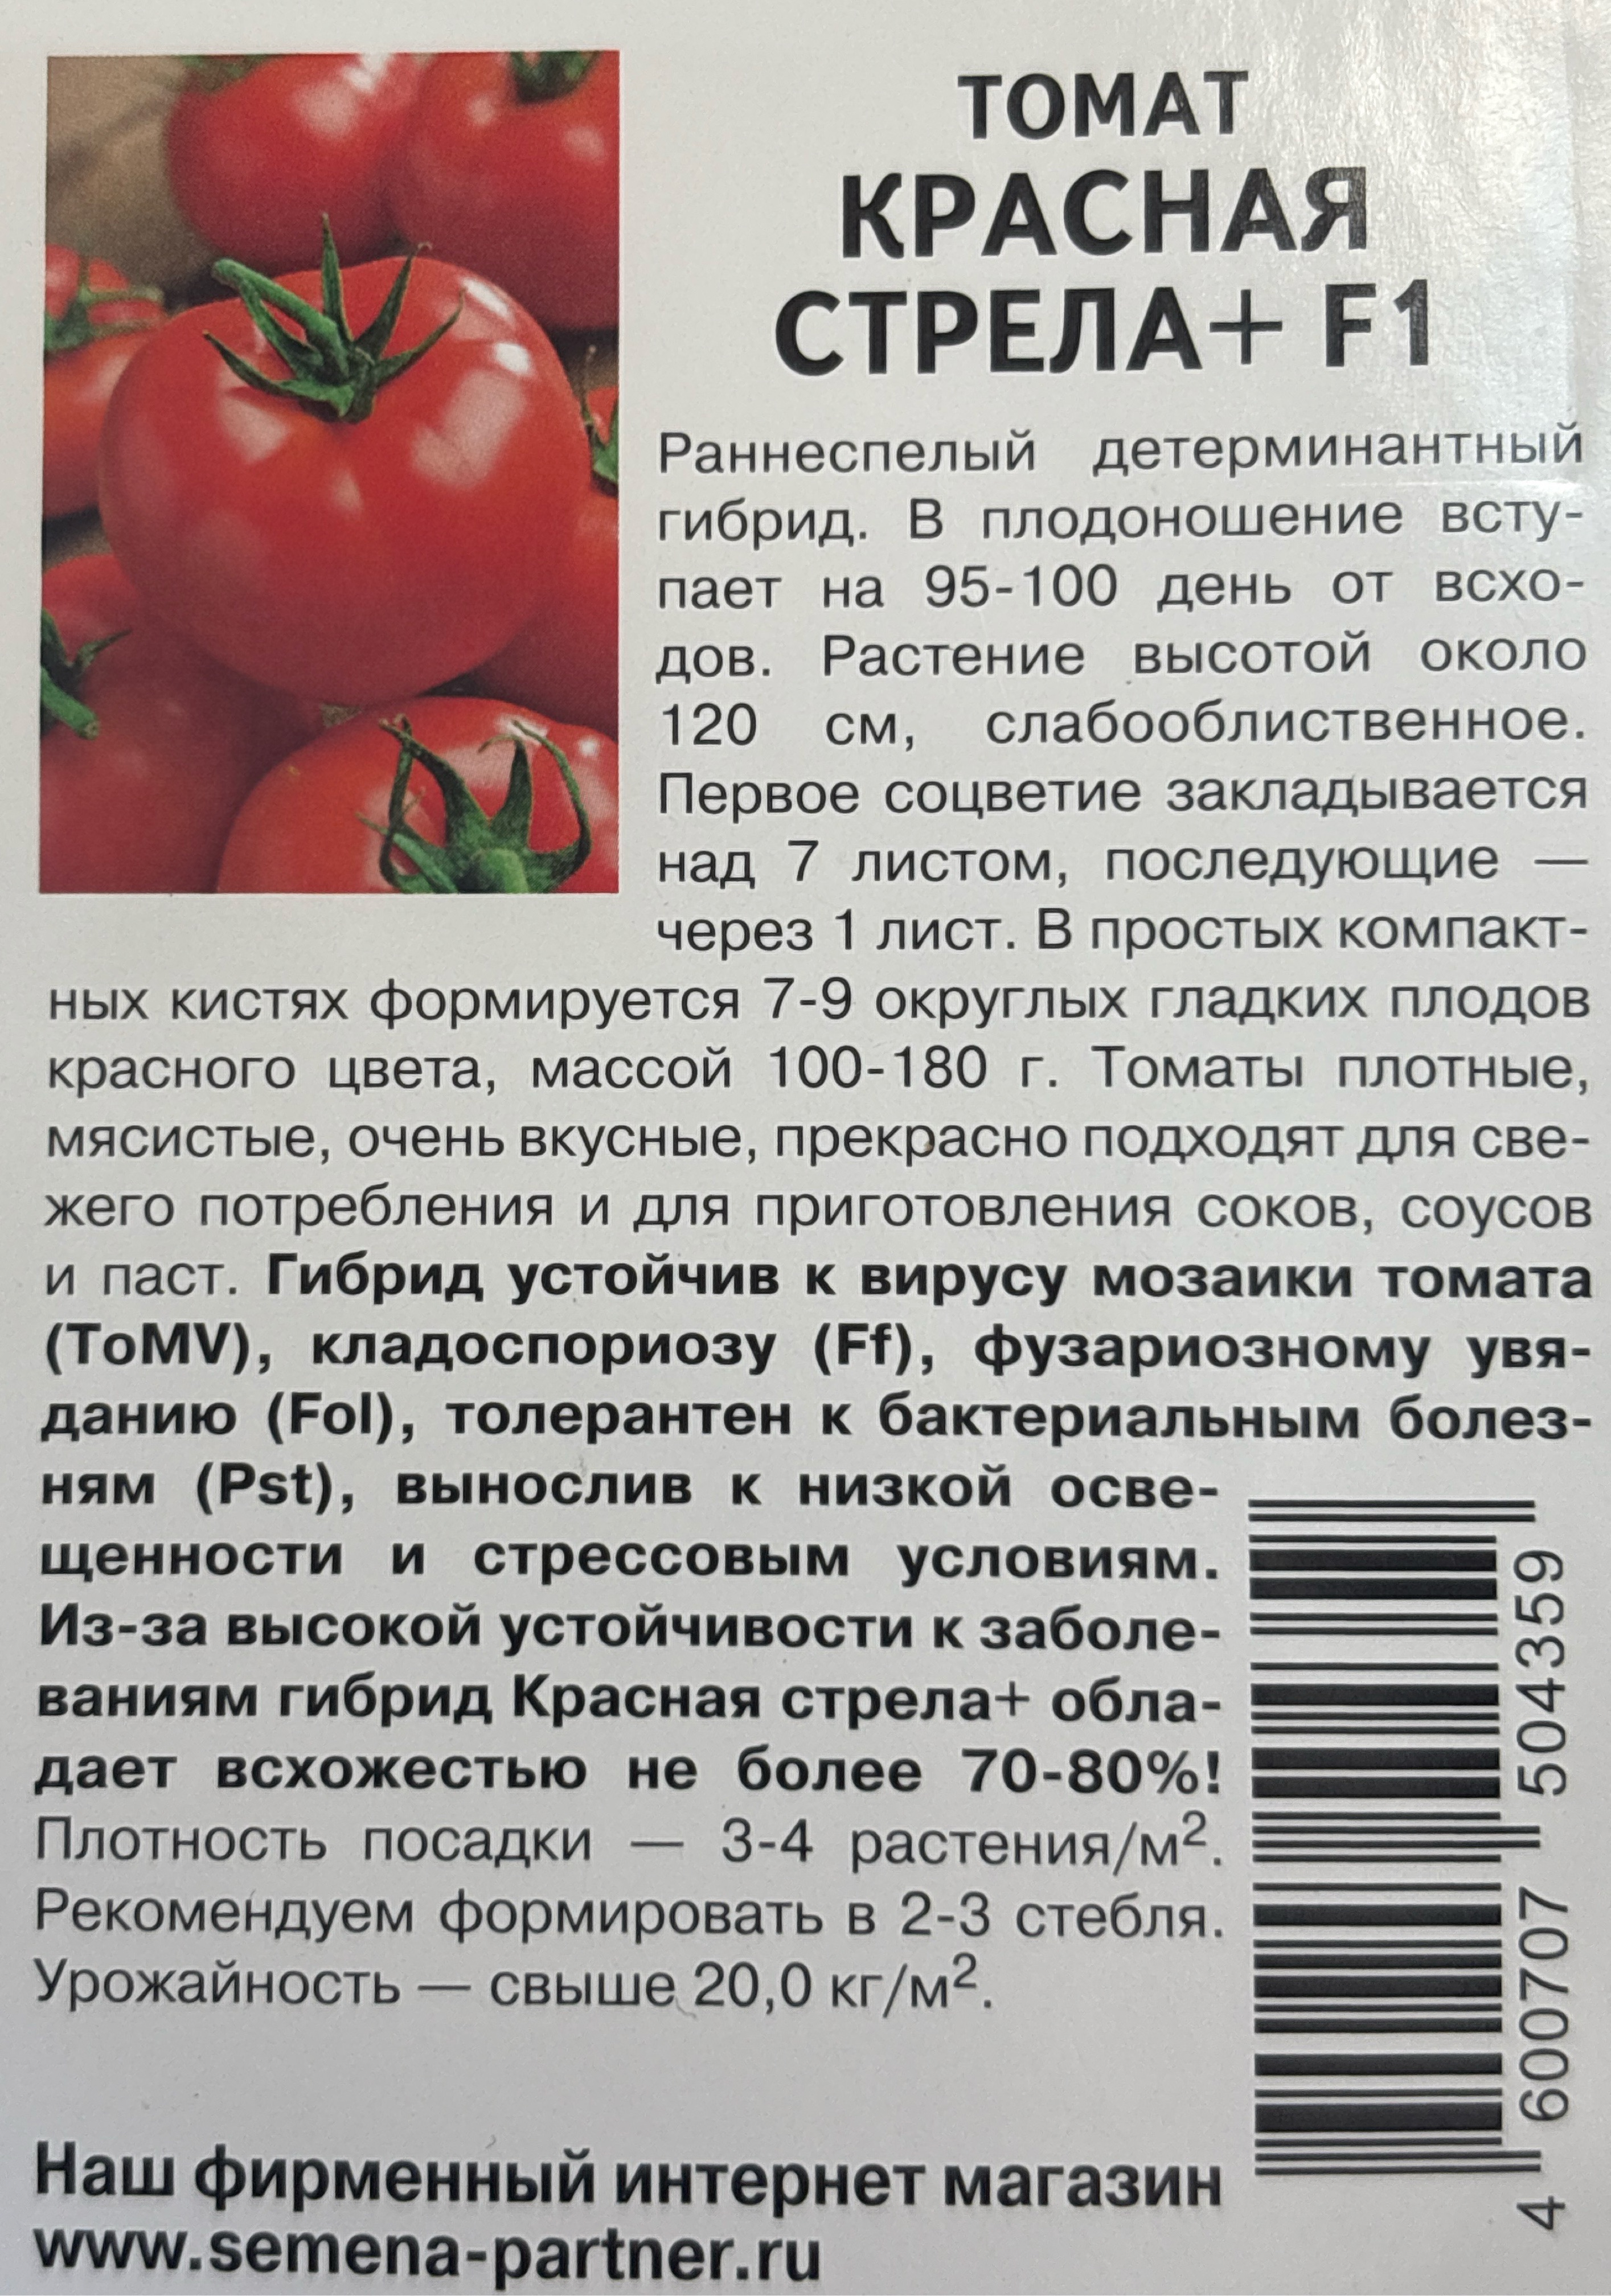 ТОМАТ
КРАСНАЯ
СТРЕЛА+ F1
Раннеспелый детерминантный
гибрид. В плодоношение всту-
пает на 95-100 день от всхо-
дов. Растение высотой около
120 см, слабооблиственное.
Первое соцветие закладывается
над 7 листом, последующие —
через 1 лист. В простых компакт-
ных кистях формируется 7-9 округлых гладких плодов
красного цвета, массой 100-180 г. Томаты плотные,
мясистые, очень вкусные, прекрасно подходят для све-
жего потребления и для приготовления соков, соусов
и паст. Гибрид устойчив к вирусу мозаики томата
(ToMV), кладоспориозу (Ff), фузариозному увя-
данию (Fol), толерантен к бактериальным болез-
ням (Pst), вынослив к низкой осве-
щенности и стрессовым условиям.
Из-за высокой устойчивости к заболе-
ваниям гибрид Красная стрела+ обла-
дает всхожестью не более 70-80%!
Плотность посадки — 3-4 растения/м².
Рекомендуем формировать в 2-3 стебля.
Урожайность — свыше 20,0 кг/м².
4 600707 504359
Наш фирменный интернет магазин
www.semena-partner.ru